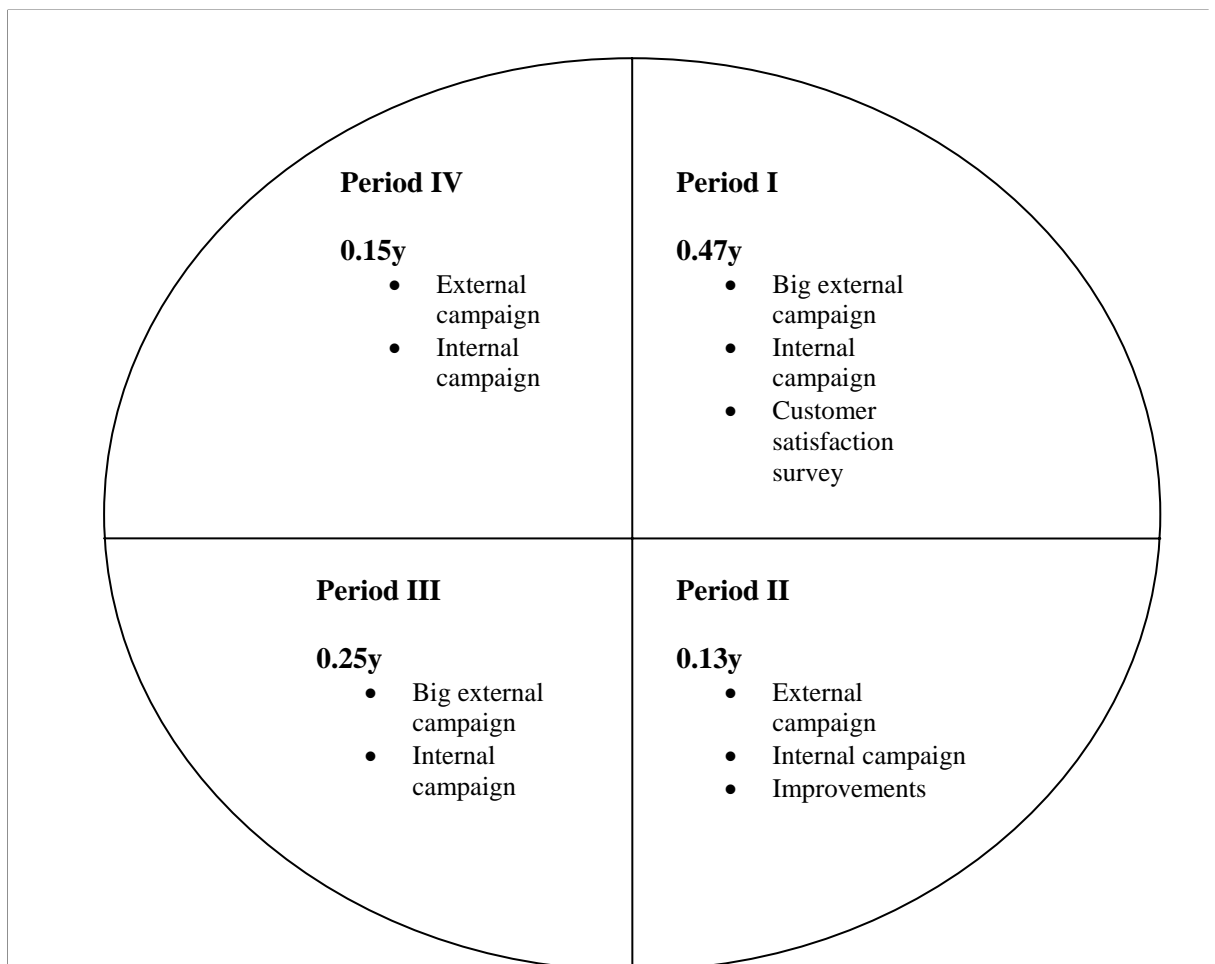 Period IV
0.15y
• External
campaign
• Internal
campaign
Period I
0.47y
• Big external
campaign
• Internal
campaign
• Customer
satisfaction
survey
Period III
0.25y
• Big external
campaign
• Internal
campaign
Period II
0.13y
• External
campaign
• Internal campaign
• Improvements